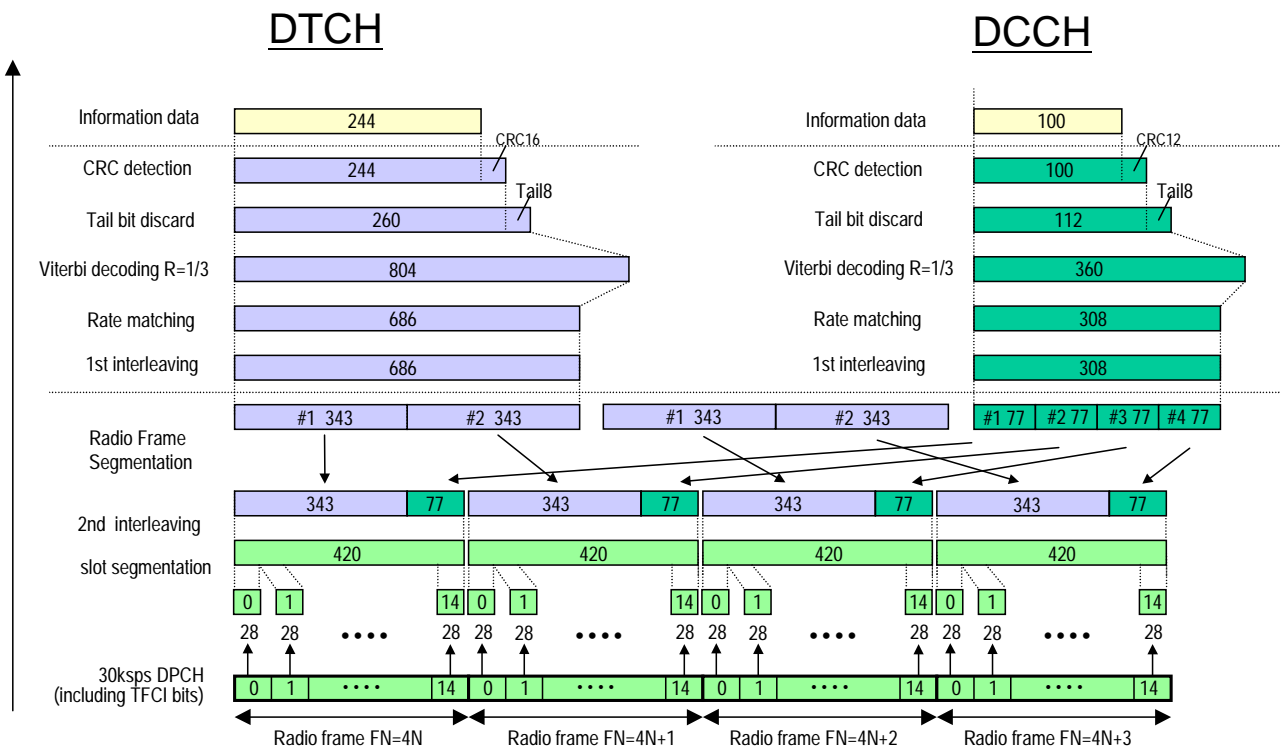 DTCH DCCH
Information data 244 Information data 100
CRC16 CRC12
CRC detection 244 CRC detection 100
Tail8 Tail8
Tail bit discard 260 Tail bit discard 112
Viterbi decoding R=1/3 804 Viterbi decoding R=1/3 360
Rate matching 686 Rate matching 308
1st interleaving 686 1st interleaving 308
#1 343 #2 343 #1 343 #2 343 #1 77 #2 77 #3 77 #4 77
Radio Frame
Segmentation
343 77 343 77 343 77 343 77
2nd interleaving
420 420 420 420
slot segmentation
0 1 14 0 1 14 0 1 14 0 1 14
28 28 •••• 28 28 28 •••• 28 28 28 •••• 28 28 28 •••• 28
30ksps DPCH
(including TFCI bits)
0 1 •••• 14 0 1 •••• 14 0 1 •••• 14 0 1 •••• 14
Radio frame FN=4N Radio frame FN=4N+1 Radio frame FN=4N+2 Radio frame FN=4N+3